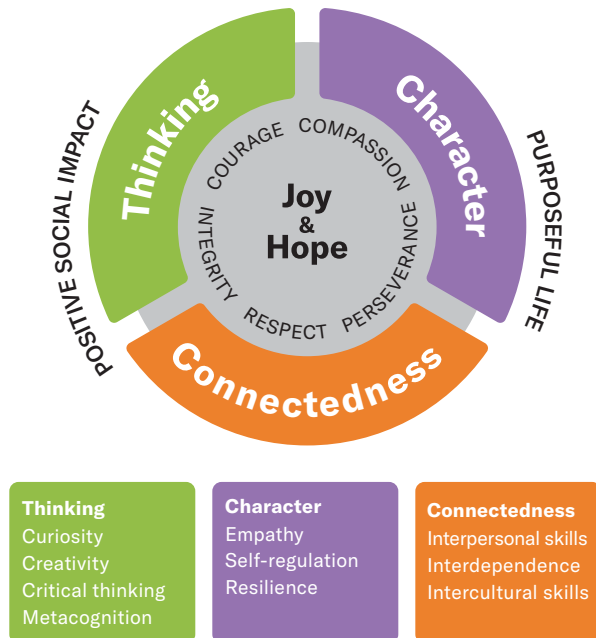 Thinking
Character
Connectedness
POSITIVE SOCIAL IMPACT
PURPOSEFUL LIFE
COURAGE
COMPASSION
PERSEVERANCE
RESPECT
INTEGRITY
Joy
&
Hope
Thinking
Curiosity
Creativity
Critical thinking
Metacognition
Character
Empathy
Self-regulation
Resilience
Connectedness
Interpersonal skills
Interdependence
Intercultural skills